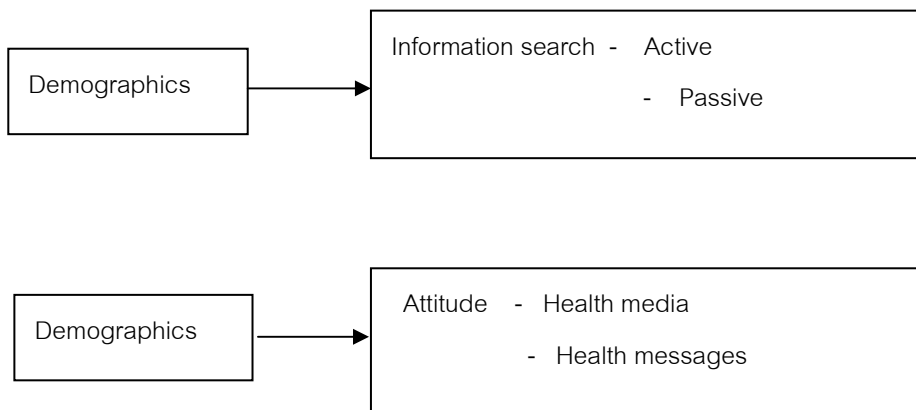 Demographics
Information search - Active
- Passive
Demographics
Attitude - Health media
- Health messages